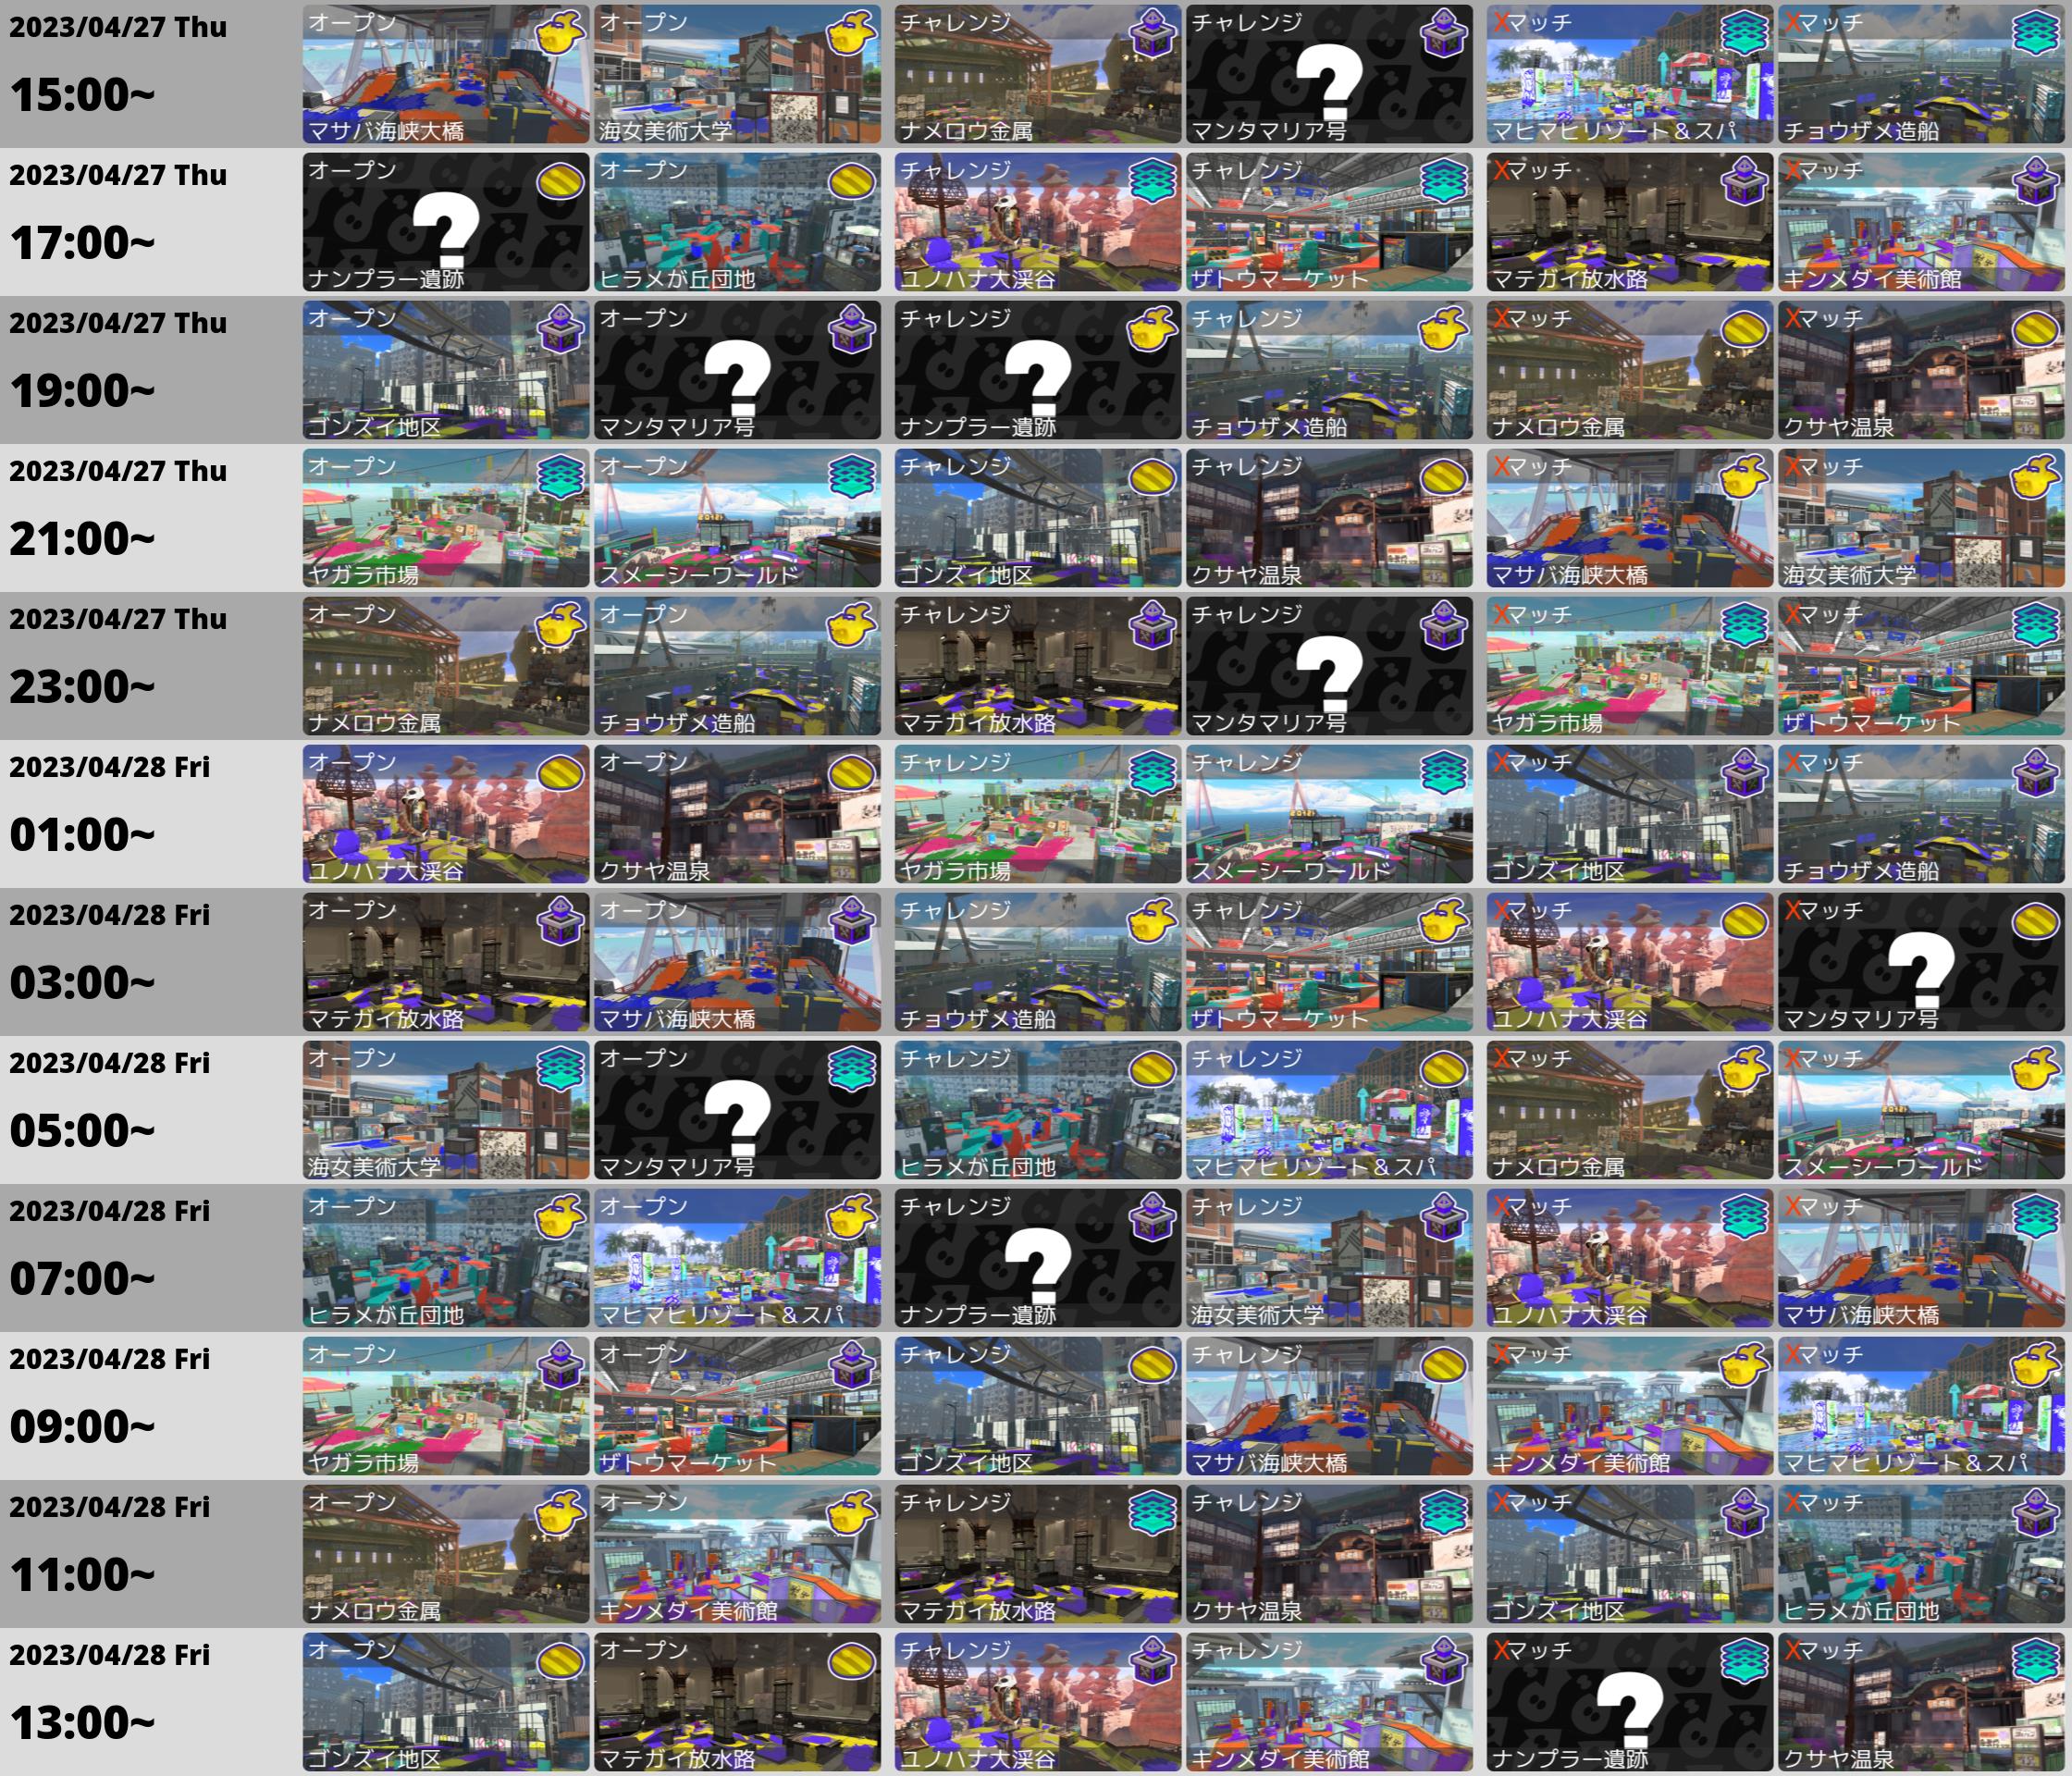 2023/04/27 Thu
15:00~
オープン
マサバ海峡大橋
オープン
海女美術大学
チャレンジ
ナメロウ金属
チャレンジ
マンタマリア号
Xマッチ
マヒマヒリゾート＆スパ
Xマッチ
チョウザメ造船
2023/04/27 Thu
17:00~
オープン
ナンプラー遺跡
オープン
ヒラメが丘団地
チャレンジ
ユノハナ大渓谷
チャレンジ
ザトウマーケット
Xマッチ
マテガイ放水路
Xマッチ
キンメダイ美術館
2023/04/27 Thu
19:00~
オープン
ゴンズイ地区
オープン
マンタマリア号
チャレンジ
ナンプラー遺跡
チャレンジ
チョウザメ造船
Xマッチ
ナメロウ金属
Xマッチ
クサヤ温泉
2023/04/27 Thu
21:00~
オープン
ヤガラ市場
オープン
スメーシーワールド
チャレンジ
ゴンズイ地区
チャレンジ
クサヤ温泉
Xマッチ
マサバ海峡大橋
Xマッチ
海女美術大学
2023/04/27 Thu
23:00~
オープン
ナメロウ金属
オープン
チョウザメ造船
チャレンジ
マテガイ放水路
チャレンジ
マンタマリア号
Xマッチ
ヤガラ市場
Xマッチ
ザトウマーケット
2023/04/28 Fri
01:00~
オープン
ユノハナ大渓谷
オープン
クサヤ温泉
チャレンジ
ヤガラ市場
チャレンジ
スメーシーワールド
Xマッチ
ゴンズイ地区
Xマッチ
チョウザメ造船
2023/04/28 Fri
03:00~
オープン
マテガイ放水路
オープン
マサバ海峡大橋
チャレンジ
チョウザメ造船
チャレンジ
ザトウマーケット
Xマッチ
ユノハナ大渓谷
Xマッチ
マンタマリア号
2023/04/28 Fri
05:00~
オープン
海女美術大学
オープン
マンタマリア号
チャレンジ
ヒラメが丘団地
チャレンジ
マヒマヒリゾート＆スパ
Xマッチ
ナメロウ金属
Xマッチ
スメーシーワールド
2023/04/28 Fri
07:00~
オープン
ヒラメが丘団地
オープン
マヒマヒリゾート＆スパ
チャレンジ
ナンプラー遺跡
チャレンジ
海女美術大学
Xマッチ
ユノハナ大渓谷
Xマッチ
マサバ海峡大橋
2023/04/28 Fri
09:00~
オープン
ヤガラ市場
オープン
ザトウマーケット
チャレンジ
ゴンズイ地区
チャレンジ
マサバ海峡大橋
Xマッチ
キンメダイ美術館
Xマッチ
マヒマヒリゾート＆スパ
2023/04/28 Fri
11:00~
オープン
ナメロウ金属
オープン
キンメダイ美術館
チャレンジ
マテガイ放水路
チャレンジ
クサヤ温泉
Xマッチ
ゴンズイ地区
Xマッチ
ヒラメが丘団地
2023/04/28 Fri
13:00~
オープン
ゴンズイ地区
オープン
マテガイ放水路
チャレンジ
ユノハナ大渓谷
チャレンジ
キンメダイ美術館
Xマッチ
ナンプラー遺跡
Xマッチ
クサヤ温泉